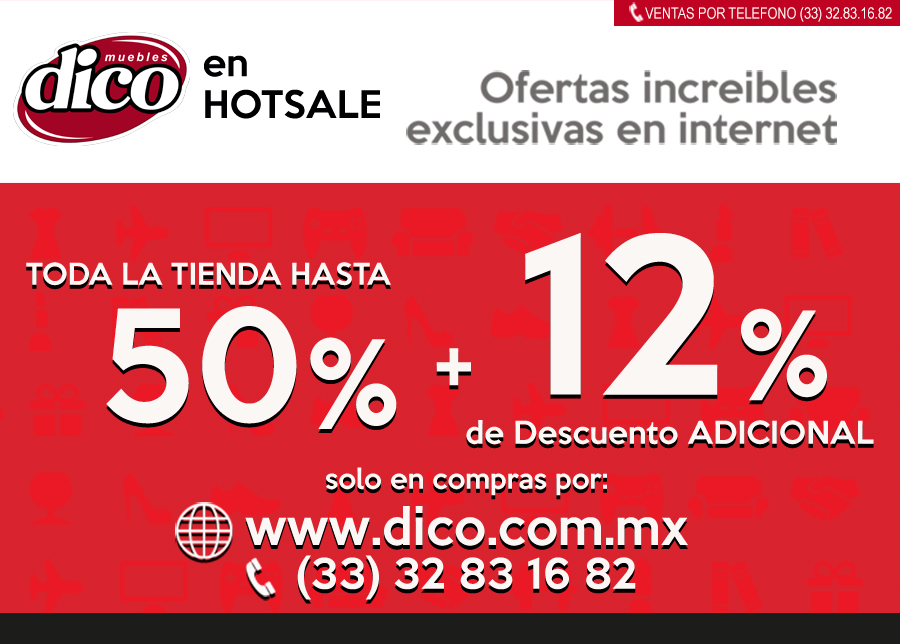 VENTAS POR TELEFONO (33) 32.83.16.82
muebles
dico
en
HOTSALE
Ofertas increibles
exclusivas en internet
TODA LA TIENDA HASTA
50% + 12%
de Descuento ADICIONAL
solo en compras por:
www.dico.com.mx
(33) 32 83 16 82